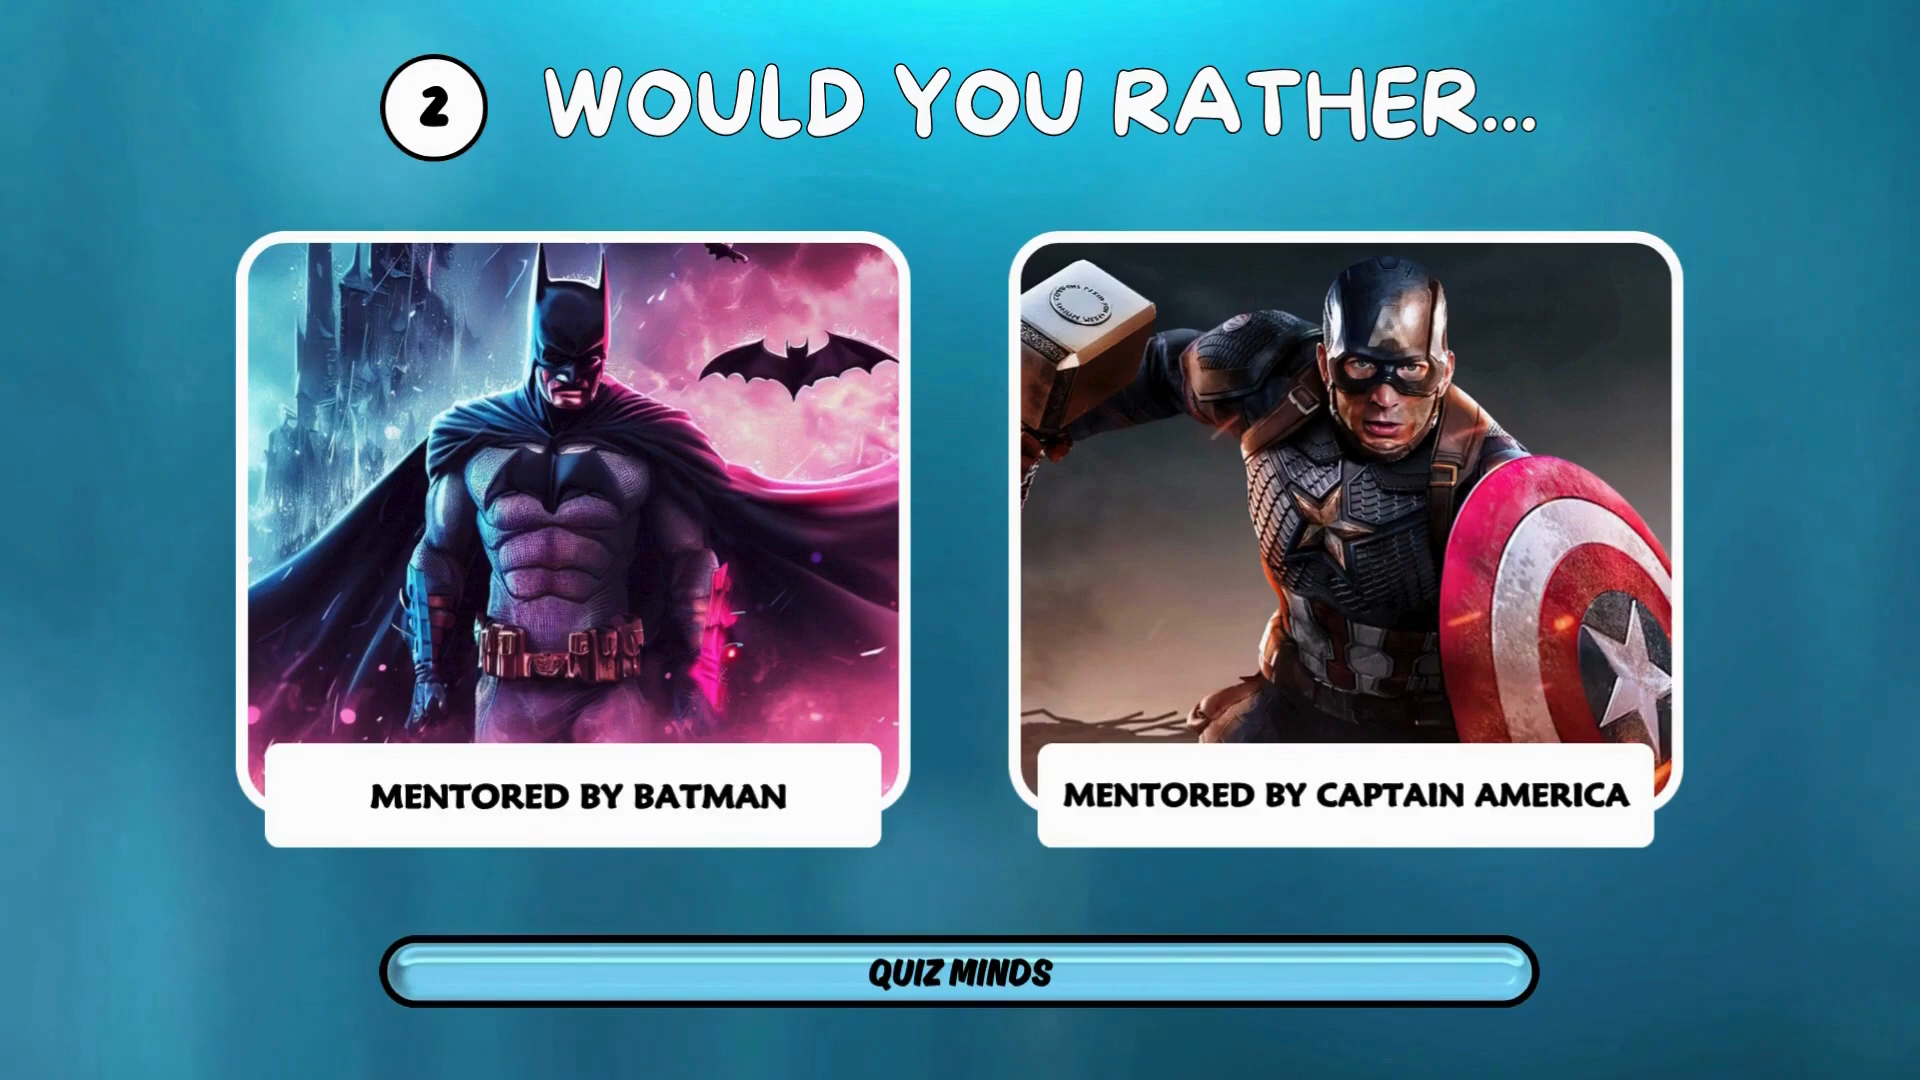 2
WOULD YOU RATHER...
MENTORED BY BATMAN
MENTORED BY CAPTAIN AMERICA
QUIZ MINDS